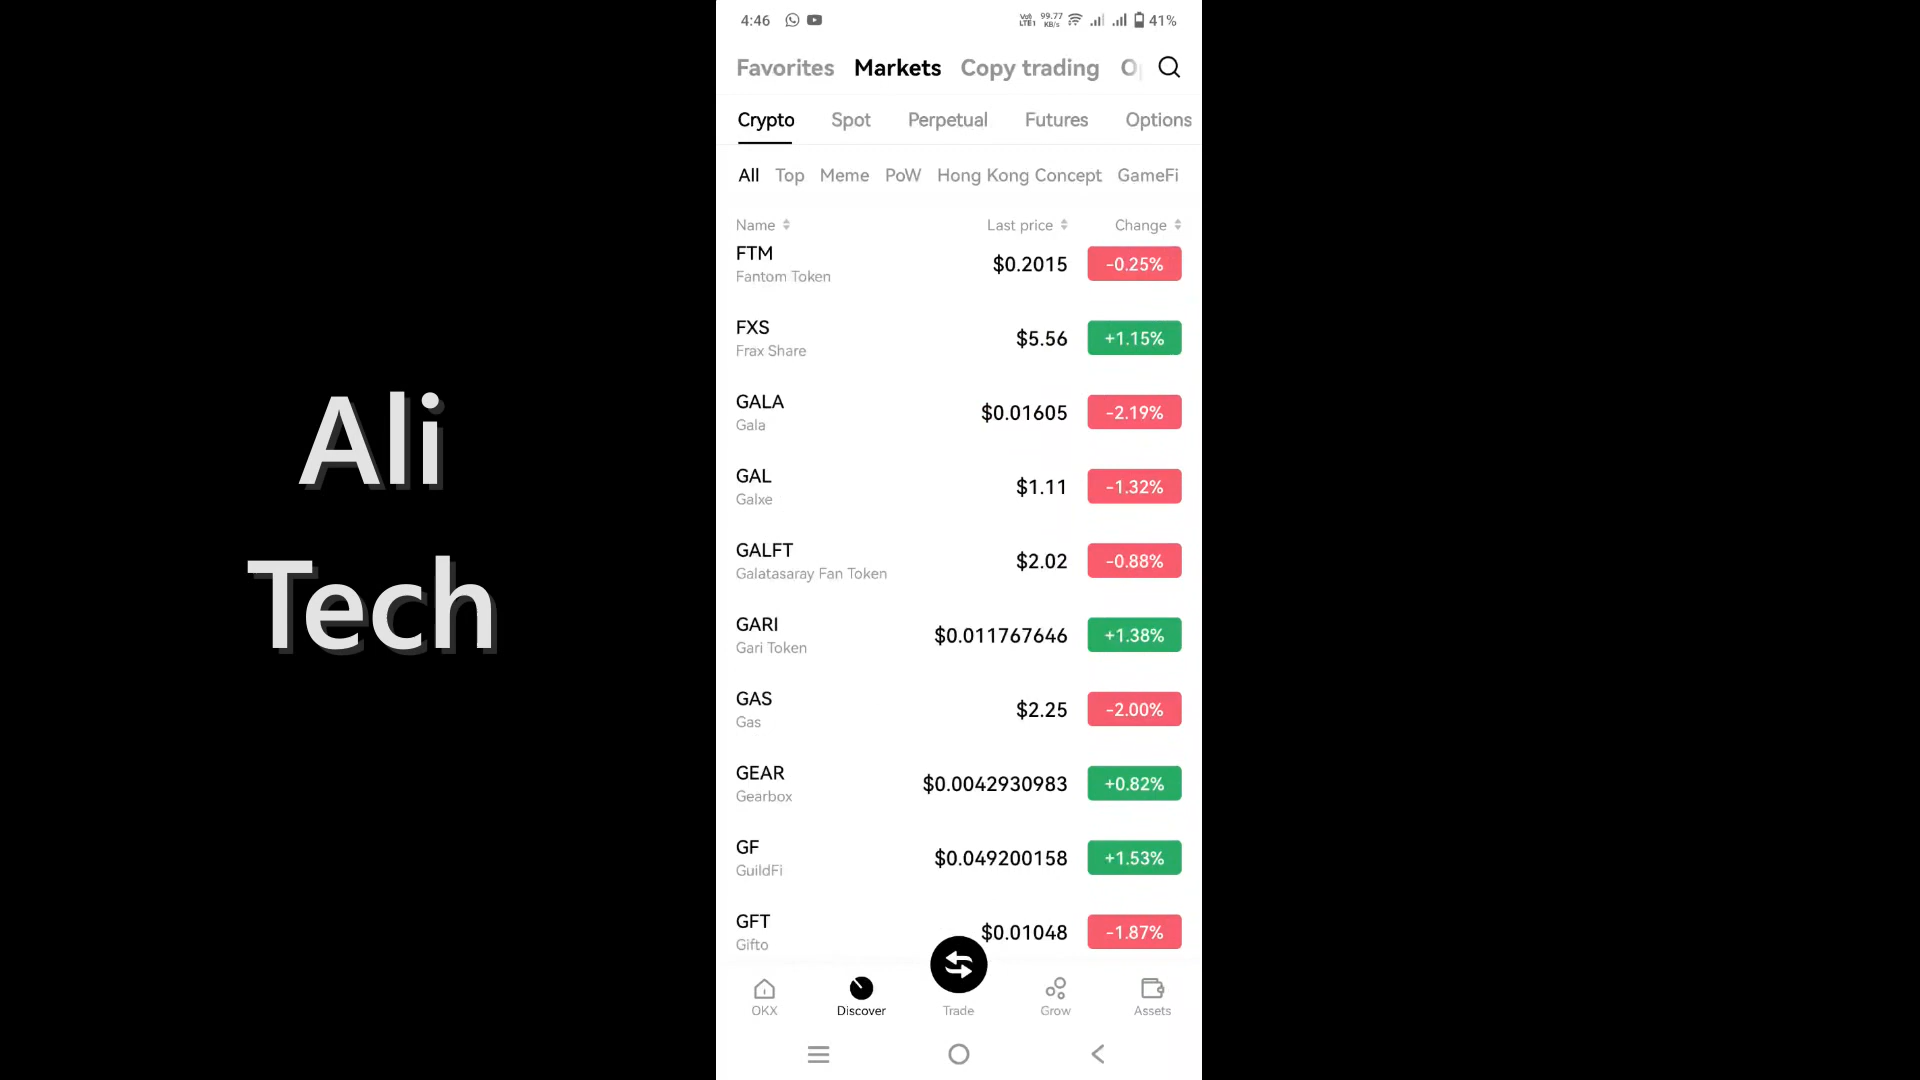 Ali
Tech
4:46 Vo) LTE1 99.77 KB/s 41%
Favorites Markets Copy trading
Crypto Spot Perpetual Futures Options
All Top Meme PoW Hong Kong Concept GameFi
Name Last price Change
FTM $0.2015 -0.25%
Fantom Token
FXS $5.56 +1.15%
Frax Share
GALA $0.01605 -2.19%
Gala
GAL $1.11 -1.32%
Galxe
GALFT $2.02 -0.88%
Galatasaray Fan Token
GARI $0.011767646 +1.38%
Gari Token
GAS $2.25 -2.00%
Gas
GEAR $0.0042930983 +0.82%
Gearbox
GF $0.049200158 +1.53%
GuildFi
GFT $0.01048 -1.87%
Gifto
OKX Discover Trade Grow Assets